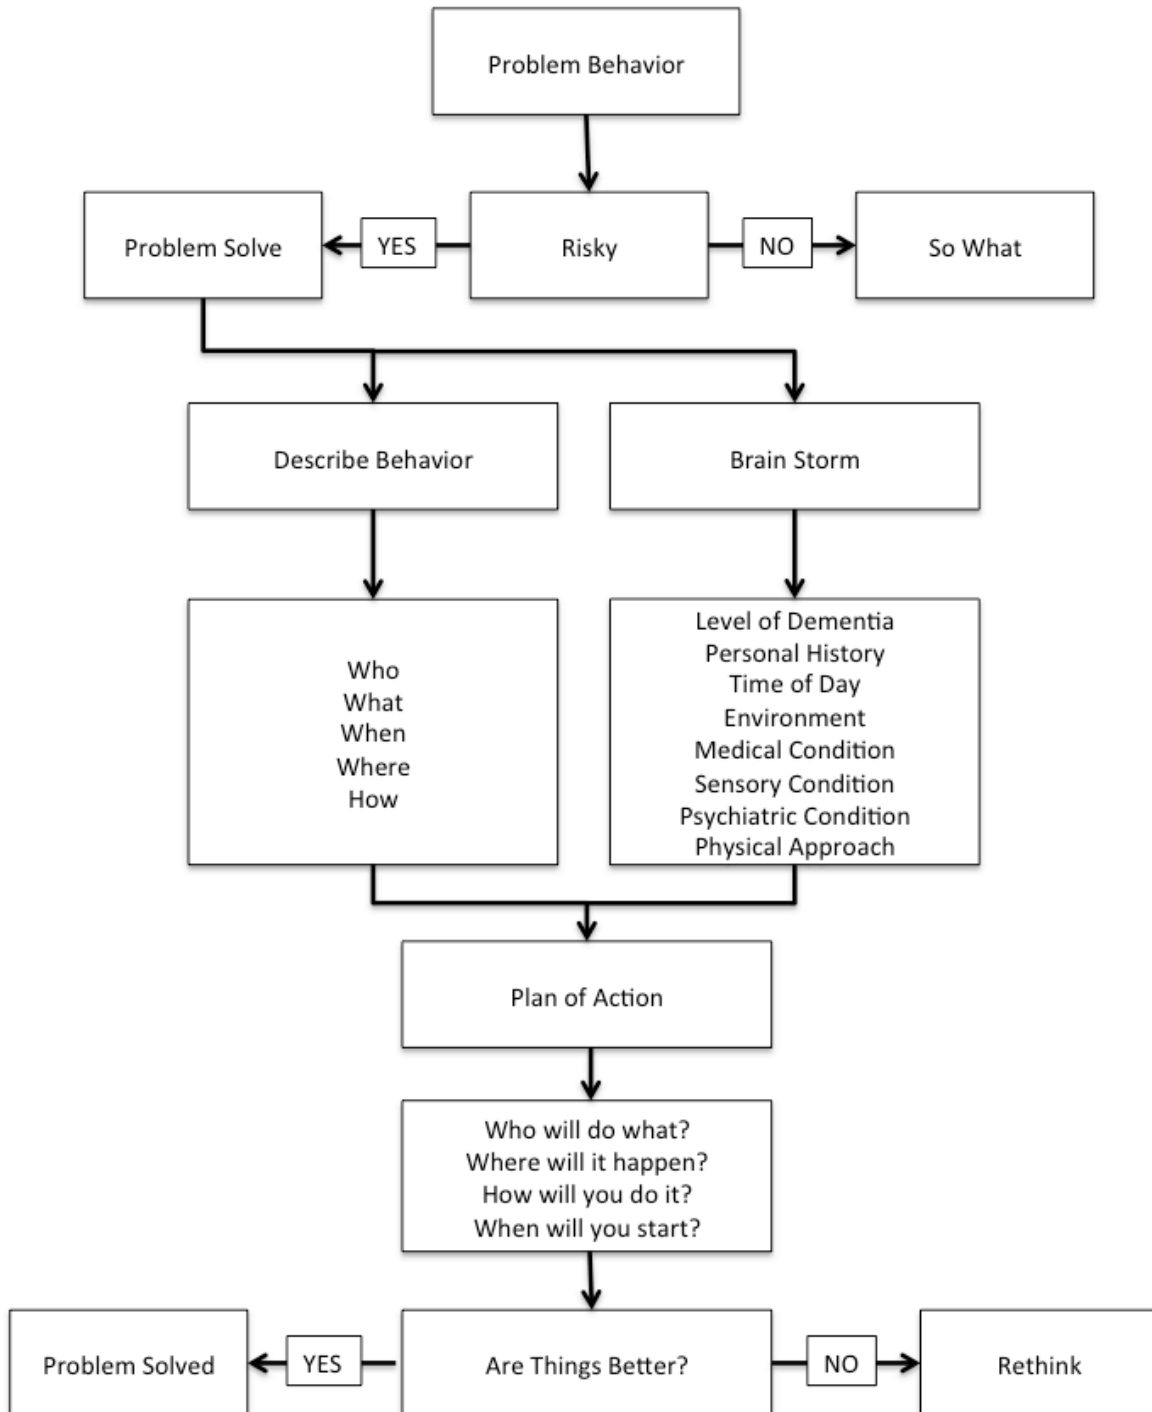 Problem Behavior
Problem Solve
YES
Risky
NO
So What
Describe Behavior
Brain Storm
Who
What
When
Where
How
Level of Dementia
Personal History
Time of Day
Environment
Medical Condition
Sensory Condition
Psychiatric Condition
Physical Approach
Plan of Action
Who will do what?
Where will it happen?
How will you do it?
When will you start?
Problem Solved
YES
Are Things Better?
NO
Rethink